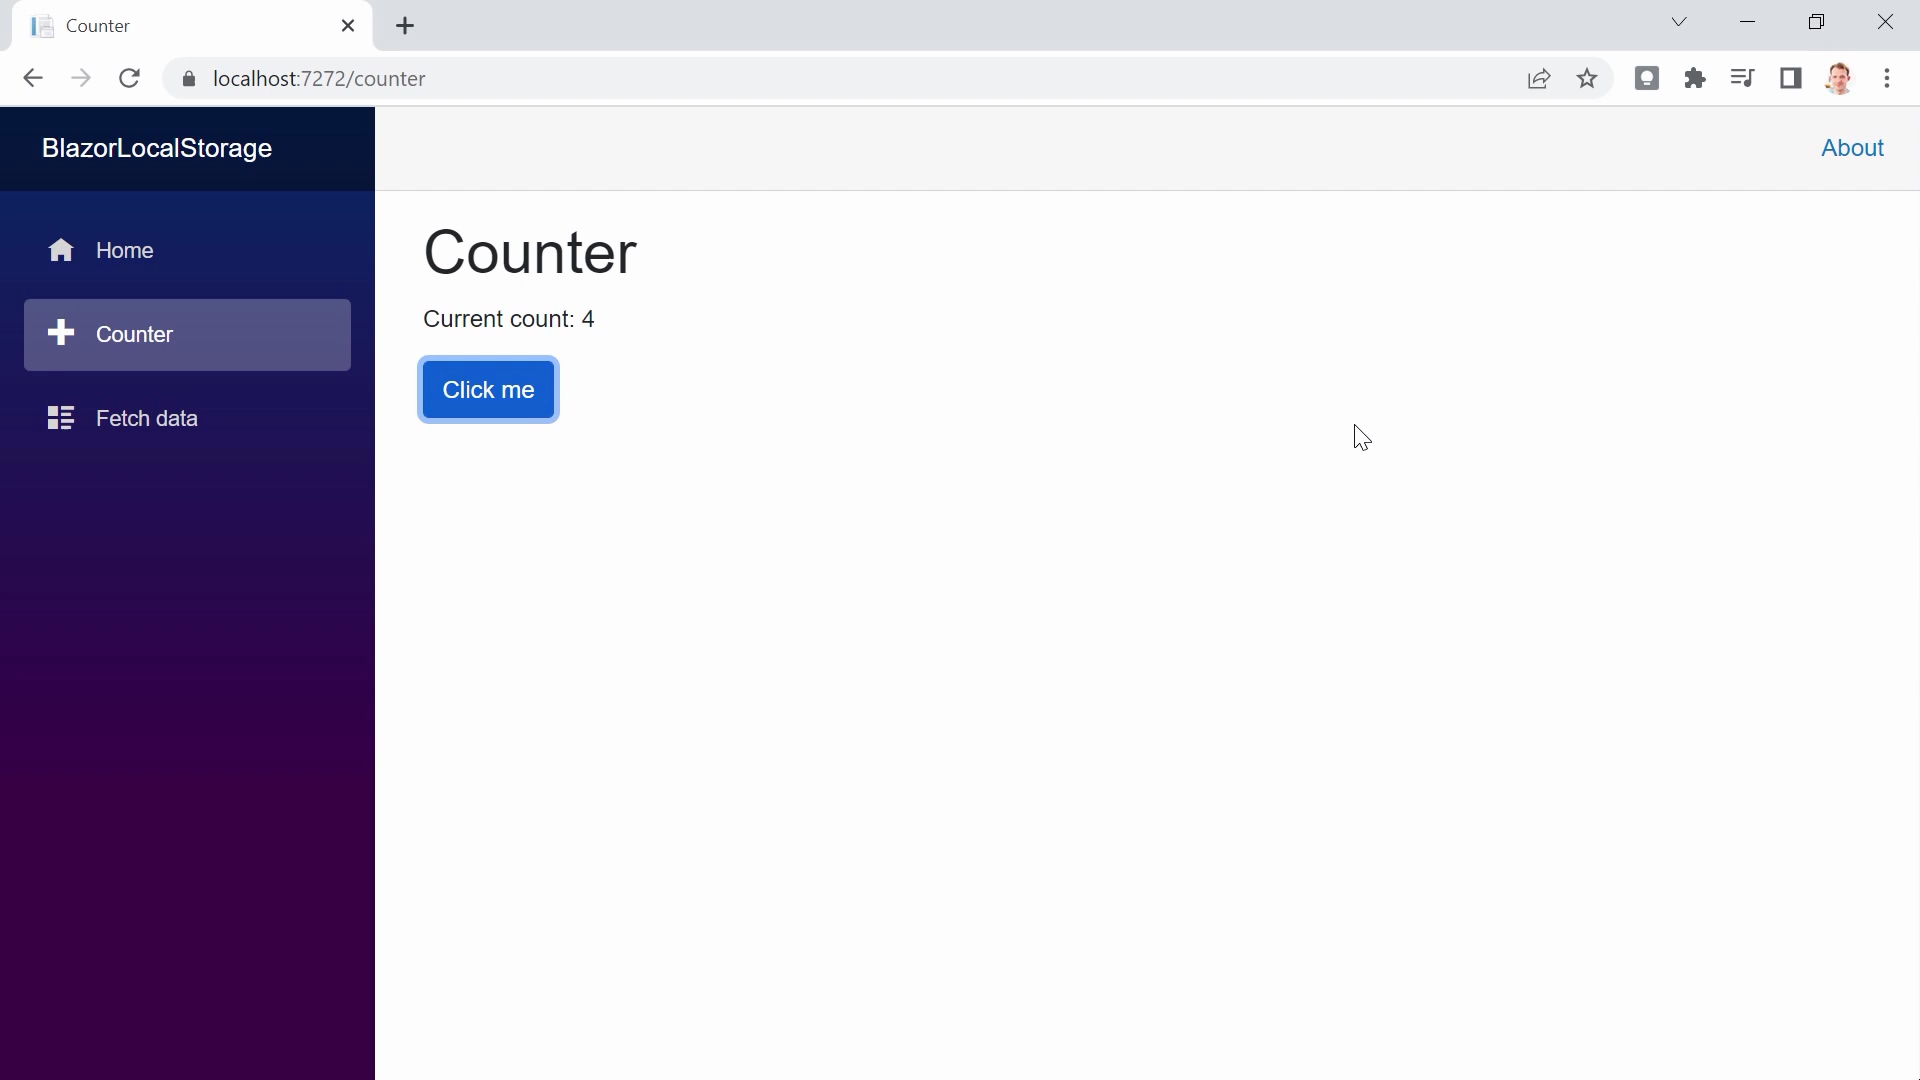 Counter
localhost:7272/counter
BlazorLocalStorage
About
Home
Counter
Fetch data
Counter
Current count: 4
Click me